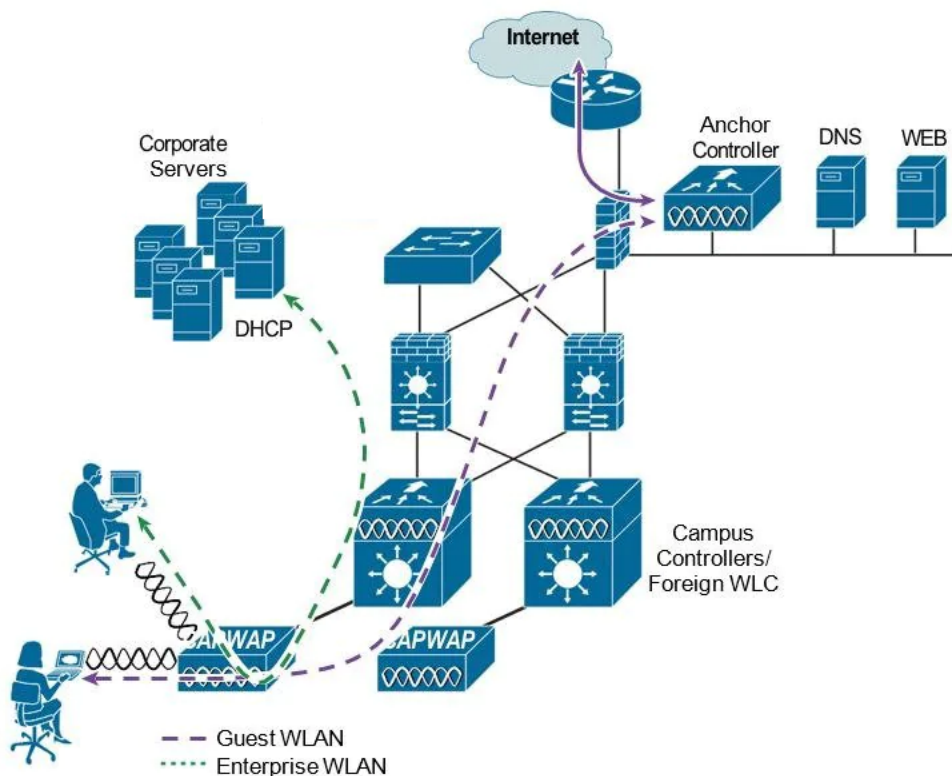 Internet
Anchor
Controller
DNS
WEB
Corporate
Servers
DHCP
Campus
Controllers/
Foreign WLC
CAPWAP
CAPWAP
Guest WLAN
Enterprise WLAN